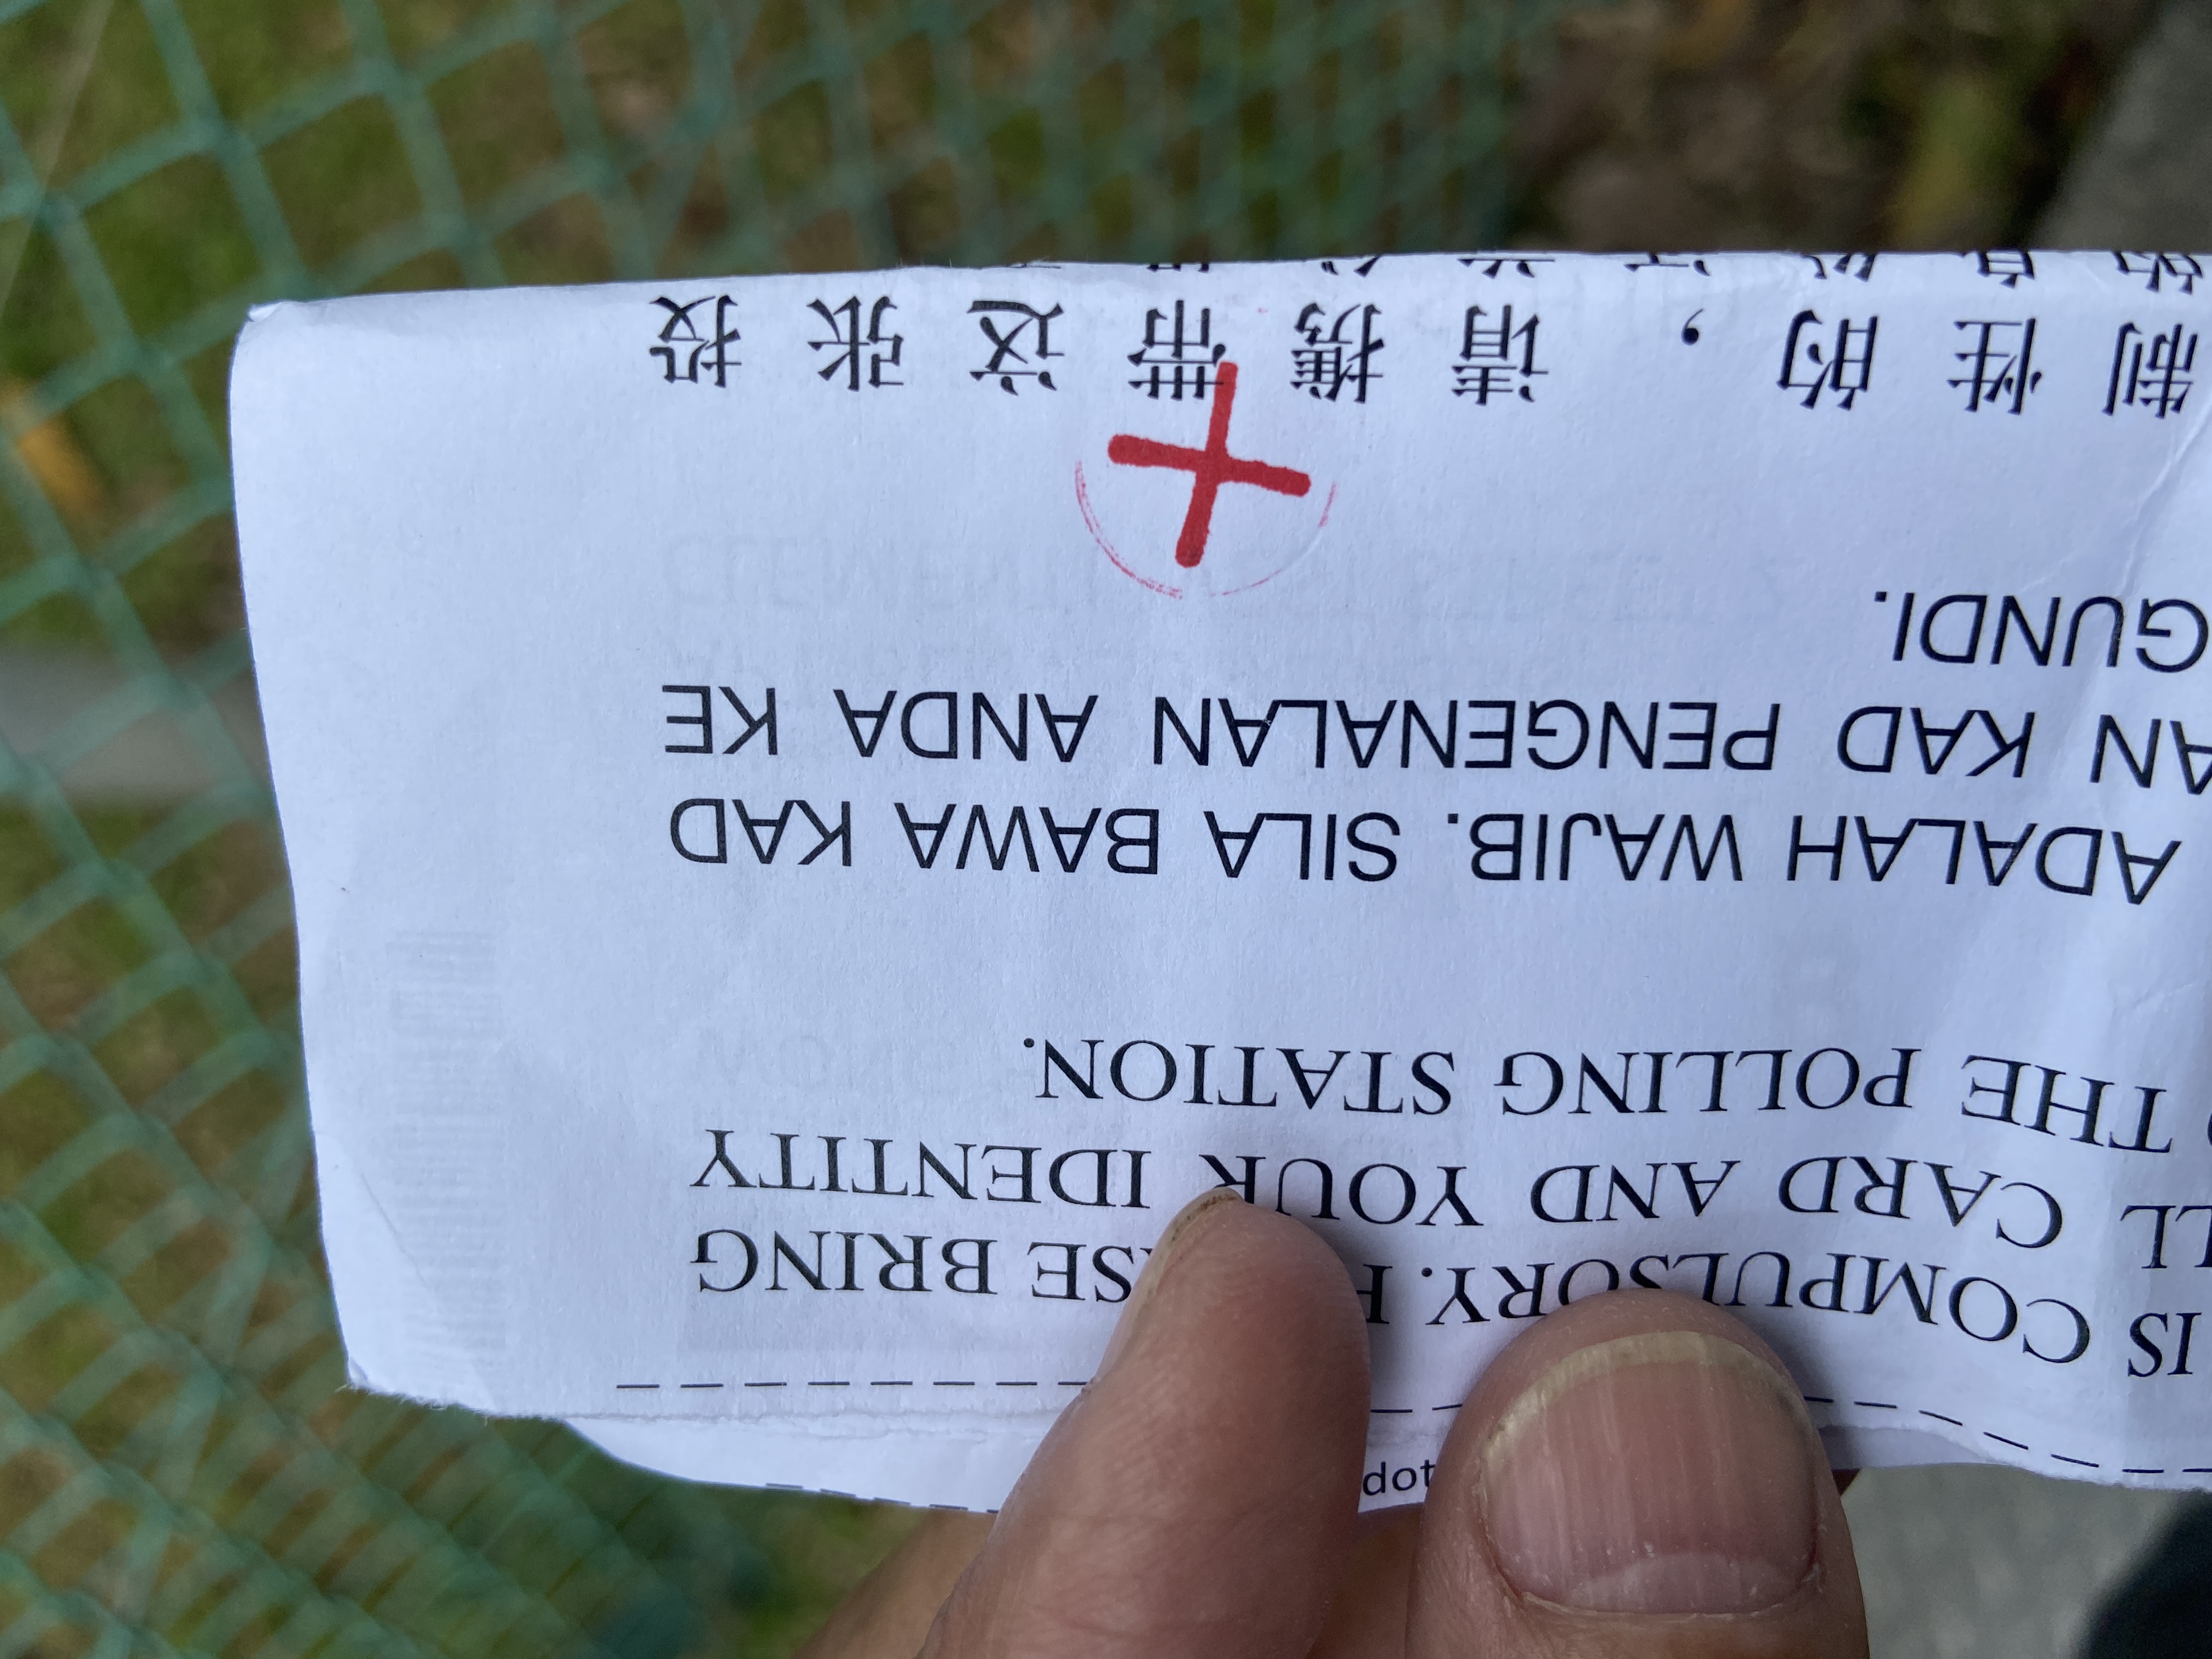 IS COMPULSORY. SE BRING
LL CARD AND YOUR IDENTITY
THE POLLING STATION.
ADALAH WAJIB. SILA BAWA KAD
AN KAD PENGENALAN ANDA KE
GUNDI.
制性的，请携带这张投
dot